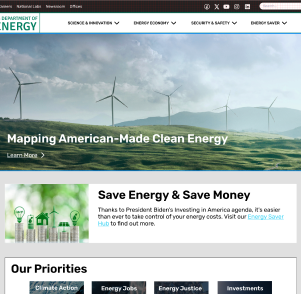 Careers National Labs Newsroom Offices
DEPARTMENT OF
ENERGY
SCIENCE & INNOVATION
ENERGY ECONOMY
SECURITY & SAFETY
ENERGY SAVER
Mapping American-Made Clean Energy
Learn More
Save Energy & Save Money
Thanks to President Biden's Investing in America agenda, it's easier
than ever to take control of your energy costs. Visit our Energy Saver
Hub to find out more.
Our Priorities
Climate Action
Energy Jobs
Energy Justice
Investments